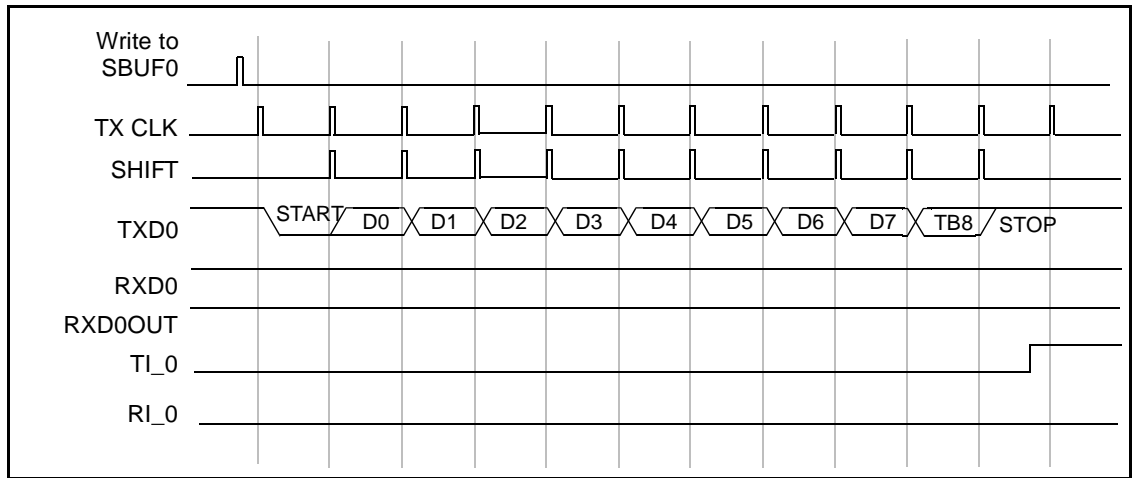 Write to
SBUF0
TX CLK
SHIFT
TXD0 START D0 D1 D2 D3 D4 D5 D6 D7 TB8 STOP
RXD0
RXD0OUT
TI_0
RI_0